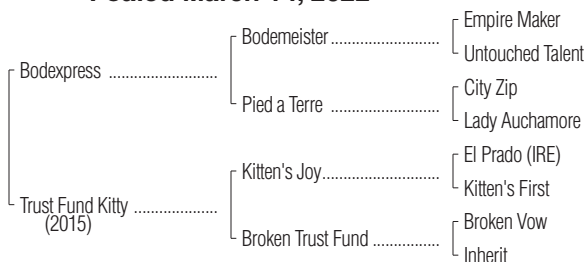 Foaled March 2022
Empire Maker
Bodemeister ..........................
Untouched Talent
Bodexpress ..........................
City Zip
Pied a Terre ..........................
Lady Auchamore
El Prado (IRE)
Kitten's Joy...........................
Kitten's First
Trust Fund Kitty ....................
(2015)
Broken Vow
Broken Trust Fund ................
Inherit